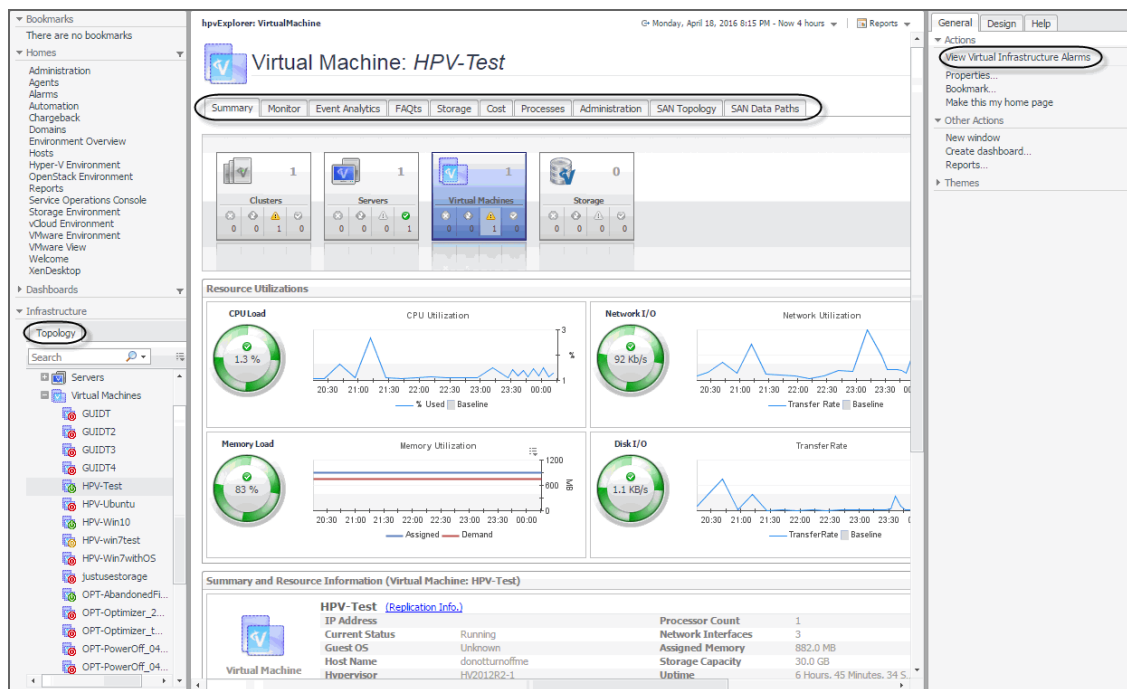 Bookmarks
There are no bookmarks
Homes
Administration
Agents
Alarms
Automation
Chargeback
Domains
Environment Overview
Hosts
Hyper-V Environment
OpenStack Environment
Reports
Service Operations Console
Storage Environment
vCloud Environment
VMware Environment
VMware View
Welcome
XenDesktop
Dashboards
Infrastructure
Topology
Search
Servers
Virtual Machines
GUIDT
GUIDT2
GUIDT3
GUIDT4
HPV-Test
HPV-Ubuntu
HPV-Win10
HPV-win7test
HPV-Win7withOS
justusestorage
OPT-AbandonedFi...
OPT-Optimizer_2...
OPT-Optimizer_t...
OPT-PowerOff_04...
OPT-PowerOff_04...
hpvExplorer: VirtualMachine
Monday, April 18, 2016 8:15 PM - Now 4 hours
Reports
Virtual Machine: HPV-Test
Summary Monitor Event Analytics FAQts Storage Cost Processes Administration SAN Topology SAN Data Paths
1 1 1 0
Clusters Servers Virtual Machines Storage
0 0 1 0 0 0 0 1 0 0 1 0 0 0 0 0
Resource Utilizations
CPU Load
1.3 %
CPU Utilization
3
%
1
20:30 21:00 21:30 22:00 22:30 23:00 23:30 00:00
% Used Baseline
Network I/O
92 Kb/s
Network Utilization
20:30 21:00 21:30 22:00 22:30 23:00 23:30 00
Transfer Rate Baseline
Memory Load
83 %
Memory Utilization
1200
600
MB
0
20:30 21:00 21:30 22:00 22:30 23:00 23:30 00:00
Assigned Demand
Disk I/O
1.1 KB/s
TransferRate
20:30 21:00 21:30 22:00 22:30 23:00 23:30
TransferRate Baseline
Summary and Resource Information (Virtual Machine: HPV-Test)
Virtual Machine
HPV-Test (Replication Info.)
IP Address Processor Count 1
Current Status Running Network Interfaces 3
Guest OS Unknown Assigned Memory 882.0 MB
Host Name donotturnoffme Storage Capacity 30.0 GB
Hypervisor HV2012R2-1 Uptime 6 Hours, 45 Minutes, 34 S
General Design Help
Actions
View Virtual Infrastructure Alarms
Properties...
Bookmark...
Make this my home page
Other Actions
New window
Create dashboard...
Reports...
Themes